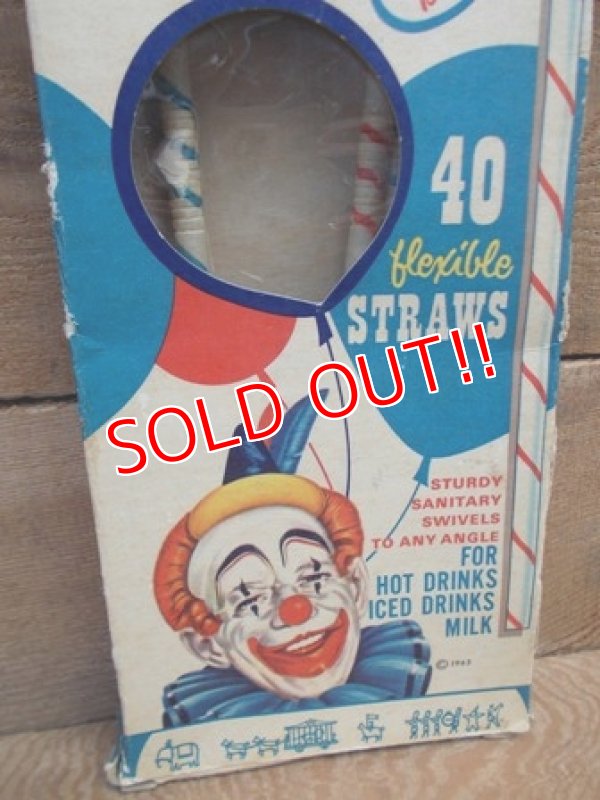 40
flexible
STRAWS
SOLD OUT!!
STURDY
SANITARY
SWIVELS
TO ANY ANGLE
FOR
HOT DRINKS
ICED DRINKS
MILK